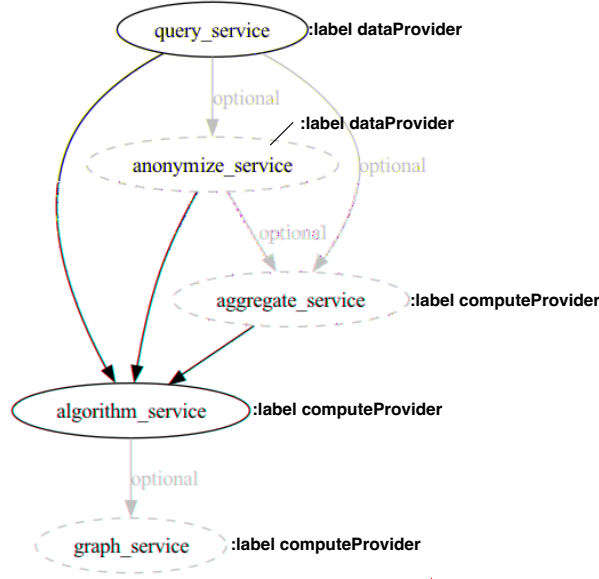 query_service :label dataProvider
optional
:label dataProvider
anonymize_service optional
optional
aggregate_service :label computeProvider
algorithm_service :label computeProvider
optional
graph_service :label computeProvider